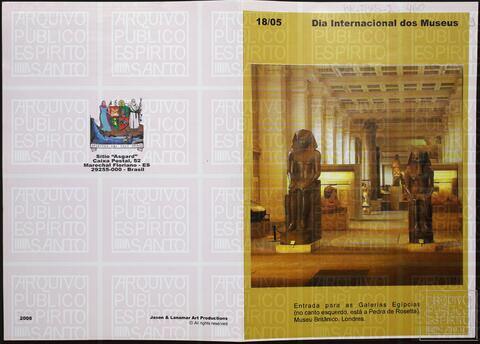 Sítio "Asgard"
Caixa Postal, 52
Marechal Floriano - ES
29255-000 - Brasil
2008
Jason & Lanamar Art Productions
© All rights reserved
18/05 Dia Internacional dos Museus
Entrada para as Galerias Egípcias
(no canto esquerdo, está a Pedra de Rosetta),
Museu Britânico, Londres.
ARQUIVO
PÚBLICO
ESPÍRITO
SANTO